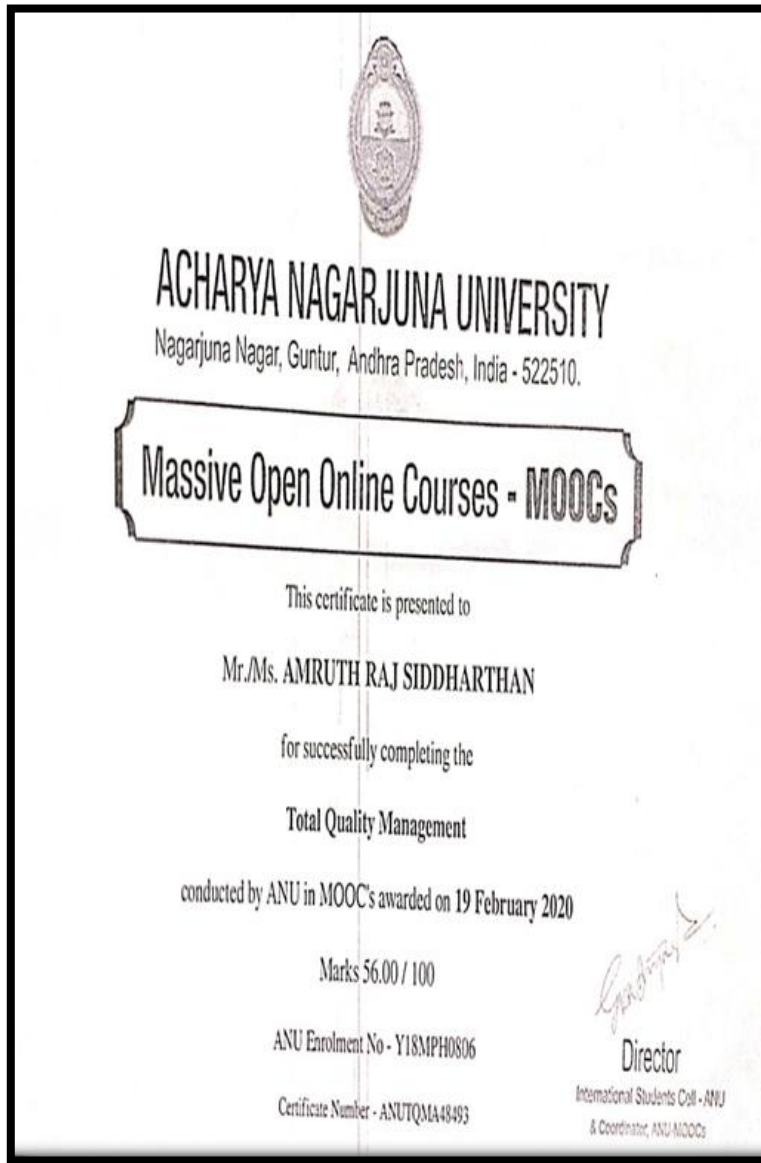 ACHARYA NAGARJUNA UNIVERSITY
Nagarjuna Nagar, Guntur, Andhra Pradesh, India - 522510.
Massive Open Online Courses - MOOCs
This certificate is presented to
Mr./Ms. AMRUTH RAJ SIDDHARTHAN
for successfully completing the
Total Quality Management
conducted by ANU in MOOC's awarded on 19 February 2020
Marks 56.00 / 100
ANU Enrolment No - Y18MPH0806
Certificate Number - ANUTQMA48493
Director
International Students Cell - ANU
& Coordinator, ANU-MOOCs